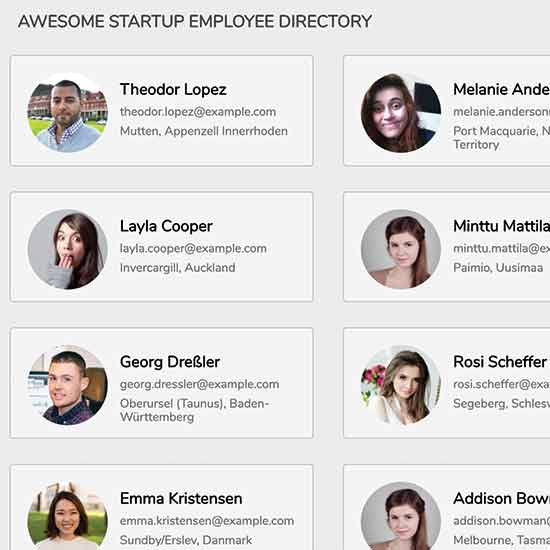 AWESOME STARTUP EMPLOYEE DIRECTORY
Theodor Lopez
theodor.lopez@example.com
Mutten, Appenzell Innerrhoden
Melanie Ande
melanie.anderson
Port Macquarie, N
Territory
Layla Cooper
layla.cooper@example.com
Invercargill, Auckland
Minttu Mattila
minttu.mattila@ex
Paimio, Uusimaa
Georg Dreßler
georg.dressler@example.com
Oberursel (Taunus), Baden-
Württemberg
Rosi Scheffer
rosi.scheffer@exa
Segeberg, Schlesw
Emma Kristensen
emma.kristensen@example.com
Sundby/Erslev, Danmark
Addison Bow
addison.bowman@
Melbourne, Tasma